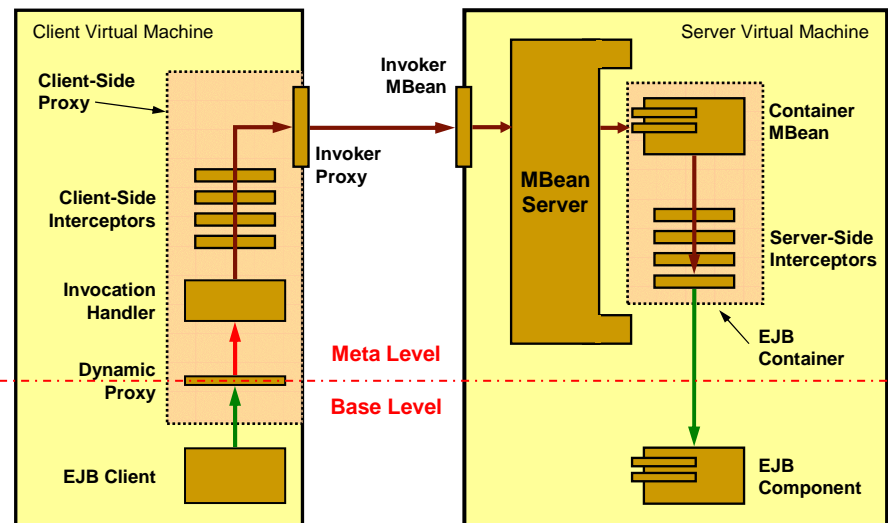 Client Virtual Machine
Server Virtual Machine
Client-Side
Proxy
Invoker
MBean
Container
MBean
Invoker
Proxy
MBean
Server
Client-Side
Interceptors
Server-Side
Interceptors
Invocation
Handler
EJB
Container
Meta Level
Dynamic
Proxy
Base Level
EJB Client
EJB
Component